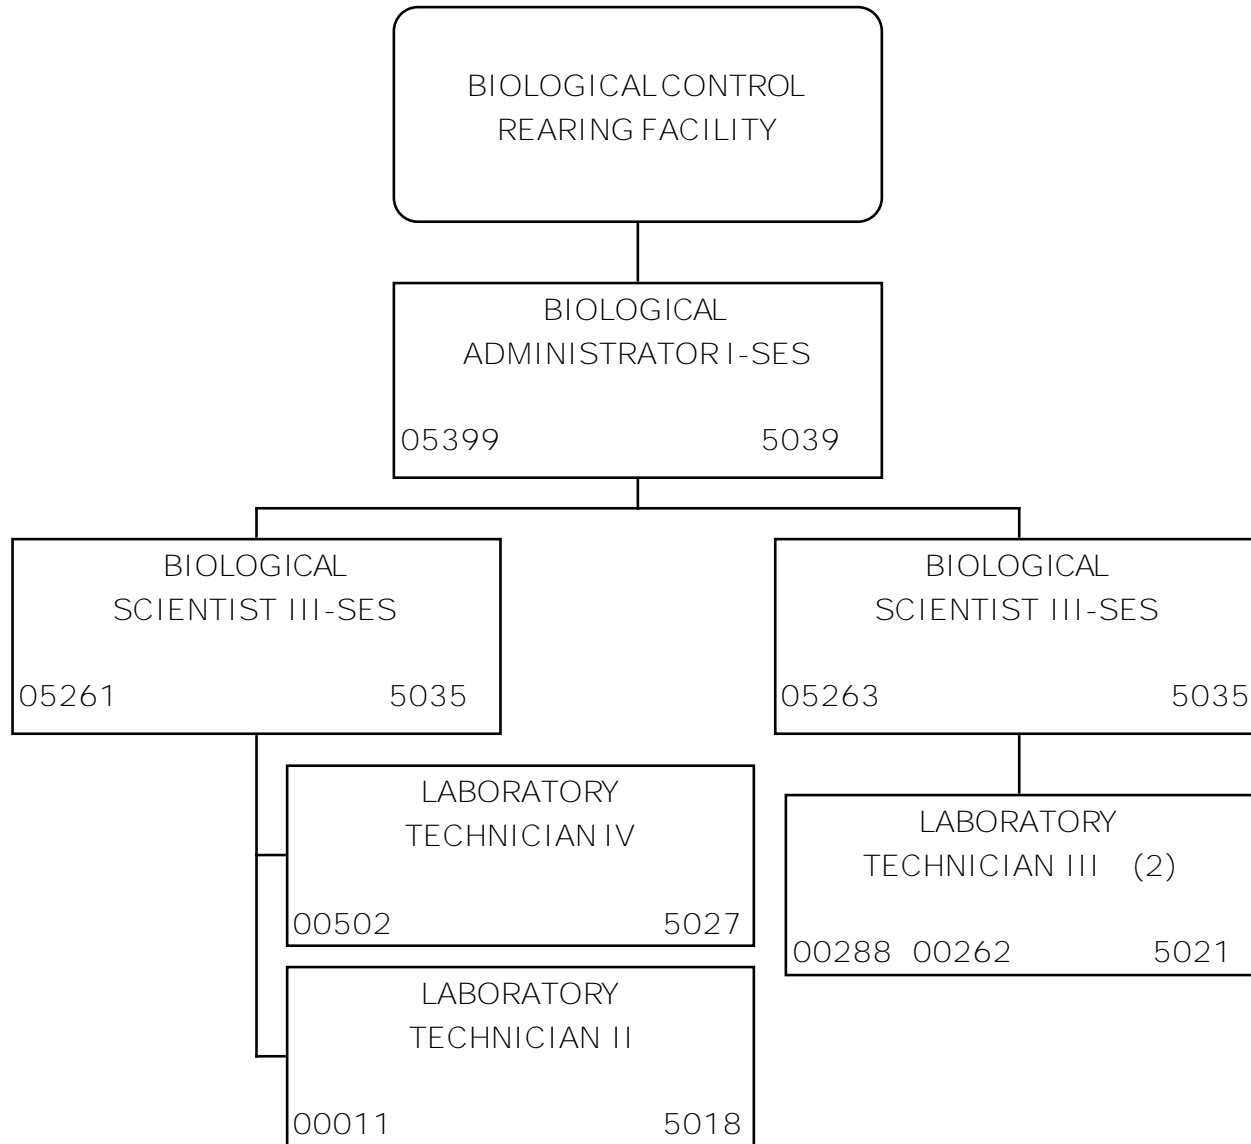 BIOLOGICAL CONTROL
REARING FACILITY
BIOLOGICAL
ADMINISTRATOR I-SES
05399 5039
BIOLOGICAL
SCIENTIST III-SES
05261 5035
BIOLOGICAL
SCIENTIST III-SES
05263 5035
LABORATORY
TECHNICIAN IV
00502 5027
LABORATORY
TECHNICIAN III (2)
00288 00262 5021
LABORATORY
TECHNICIAN II
00011 5018